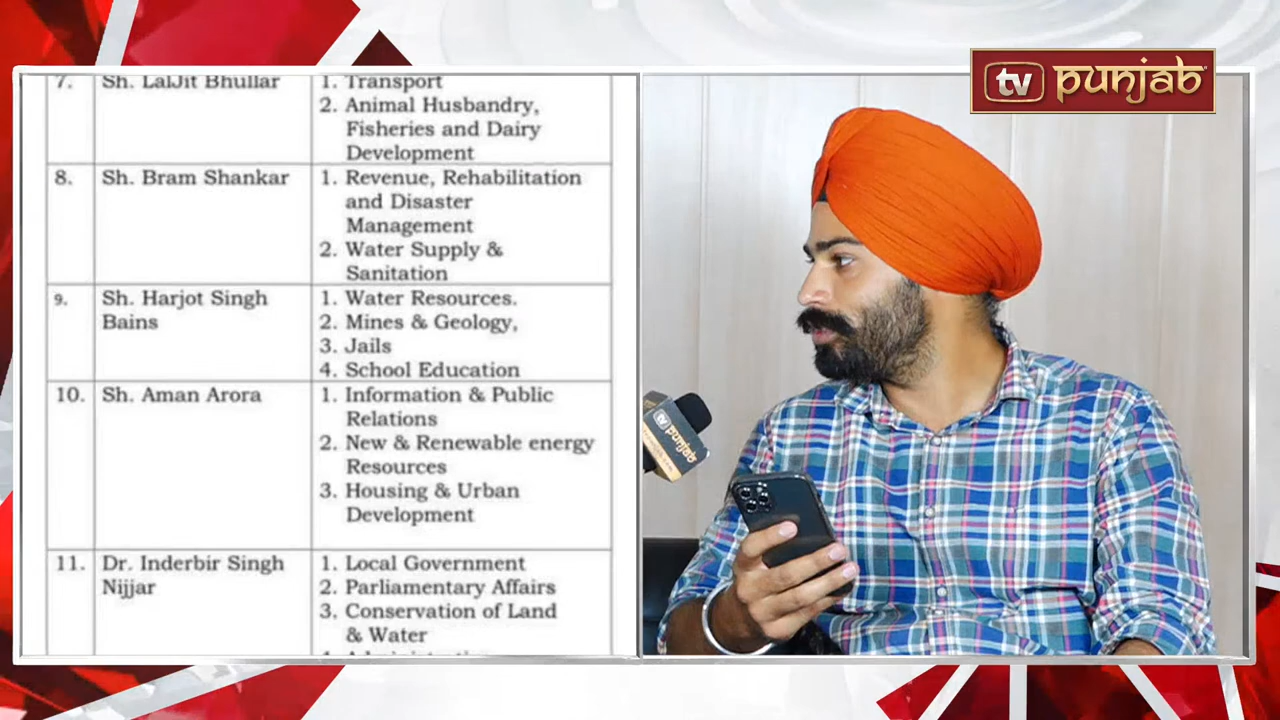 tv punjab
7. Sh. LalJit Bhullar 1. Transport
2. Animal Husbandry,
Fisheries and Dairy
Development
8. Sh. Bram Shankar 1. Revenue, Rehabilitation
and Disaster
Management
2. Water Supply &
Sanitation
9. Sh. Harjot Singh 1. Water Resources.
Bains 2. Mines & Geology,
3. Jails
4. School Education
10. Sh. Aman Arora 1. Information & Public
Relations
2. New & Renewable energy
Resources
3. Housing & Urban
Development
11. Dr. Inderbir Singh 1. Local Government
Nijjar 2. Parliamentary Affairs
3. Conservation of Land
& Water
tv punjab